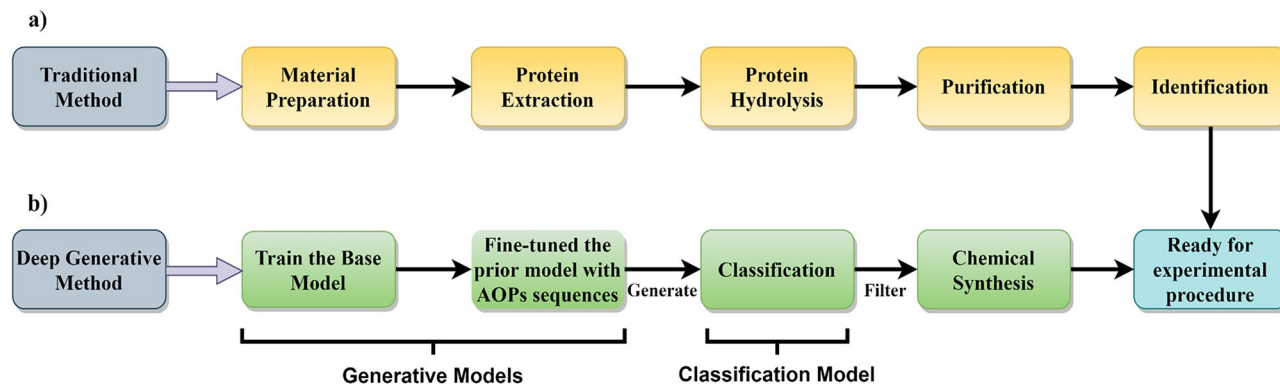 a)
Traditional
Method
Material
Preparation
Protein
Extraction
Protein
Hydrolysis
Purification
Identification
b)
Deep Generative
Method
Train the Base
Model
Fine-tuned the
prior model with
AOPs sequences
Generate
Classification
Filter
Chemical
Synthesis
Ready for
experimental
procedure
Generative Models
Classification Model